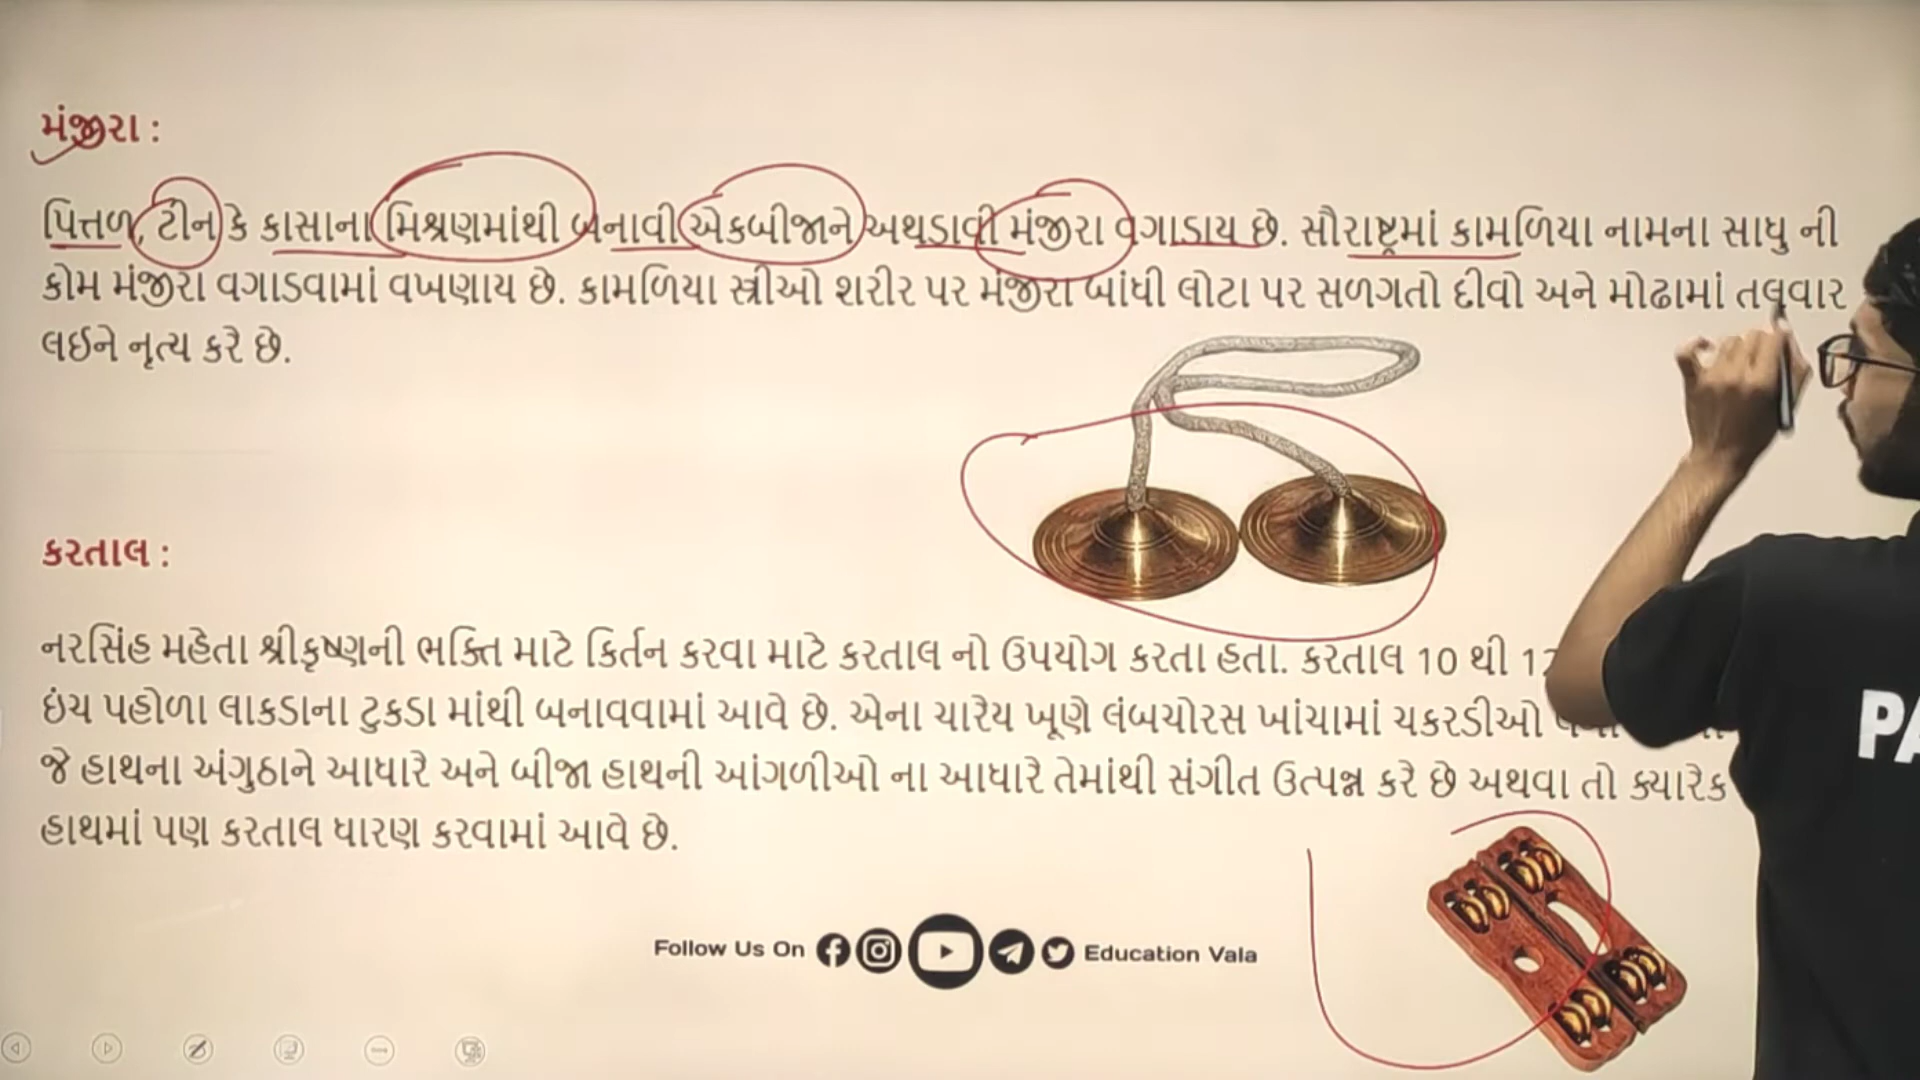 મંજીરા :
પિત્તળ, ટીન કે કાસાના મિશ્રણમાંથી બનાવી એકબીજાને અથડાવી મંજીરા વગાડાય છે. સૌરાષ્ટ્રમાં કામળિયા નામના સાધુ ની
કોમ મંજીરા વગાડવામાં વખણાય છે. કામળિયા સ્ત્રીઓ શરીર પર મંજીરા બાંધી લોટા પર સળગતો દીવો અને મોઢામાં તલવાર
લઈને નૃત્ય કરે છે.
કરતાલ :
નરસિંહ મહેતા શ્રીકૃષ્ણની ભક્તિ માટે કિર્તન કરવા માટે કરતાલ નો ઉપયોગ કરતા હતા. કરતાલ 10 થી
ઇંચ પહોળા લાકડાના ટુકડા માંથી બનાવવામાં આવે છે. એના ચારેય ખૂણે લંબચોરસ ખાંચામાં ચકરડીઓ
જે હાથના અંગુઠાને આધારે અને બીજા હાથની આંગળીઓ ના આધારે તેમાંથી સંગીત ઉત્પન્ન કરે છે અથવા તો ક્યારેક
હાથમાં પણ કરતાલ ધારણ કરવામાં આવે છે.
Follow Us On Education Vala
PA